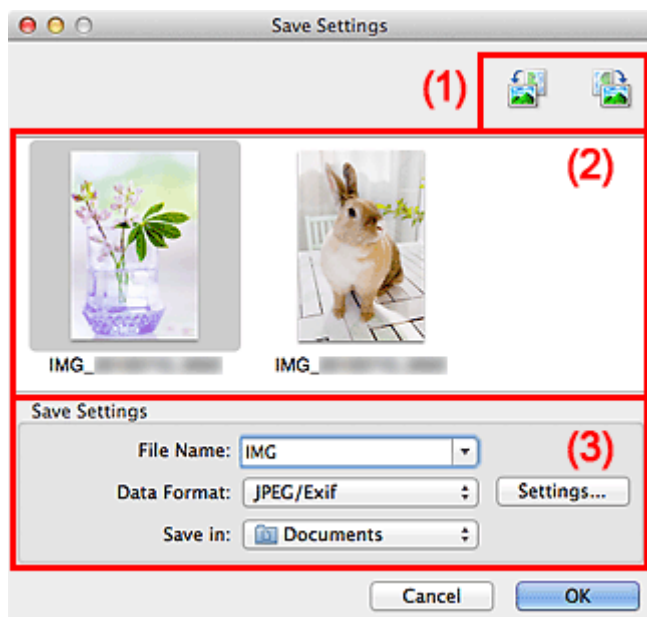 Save Settings
(1)
(2)
IMG_
IMG_
Save Settings
(3)
File Name: IMG
Data Format: JPEG/Exif Settings...
Save in: Documents
Cancel OK